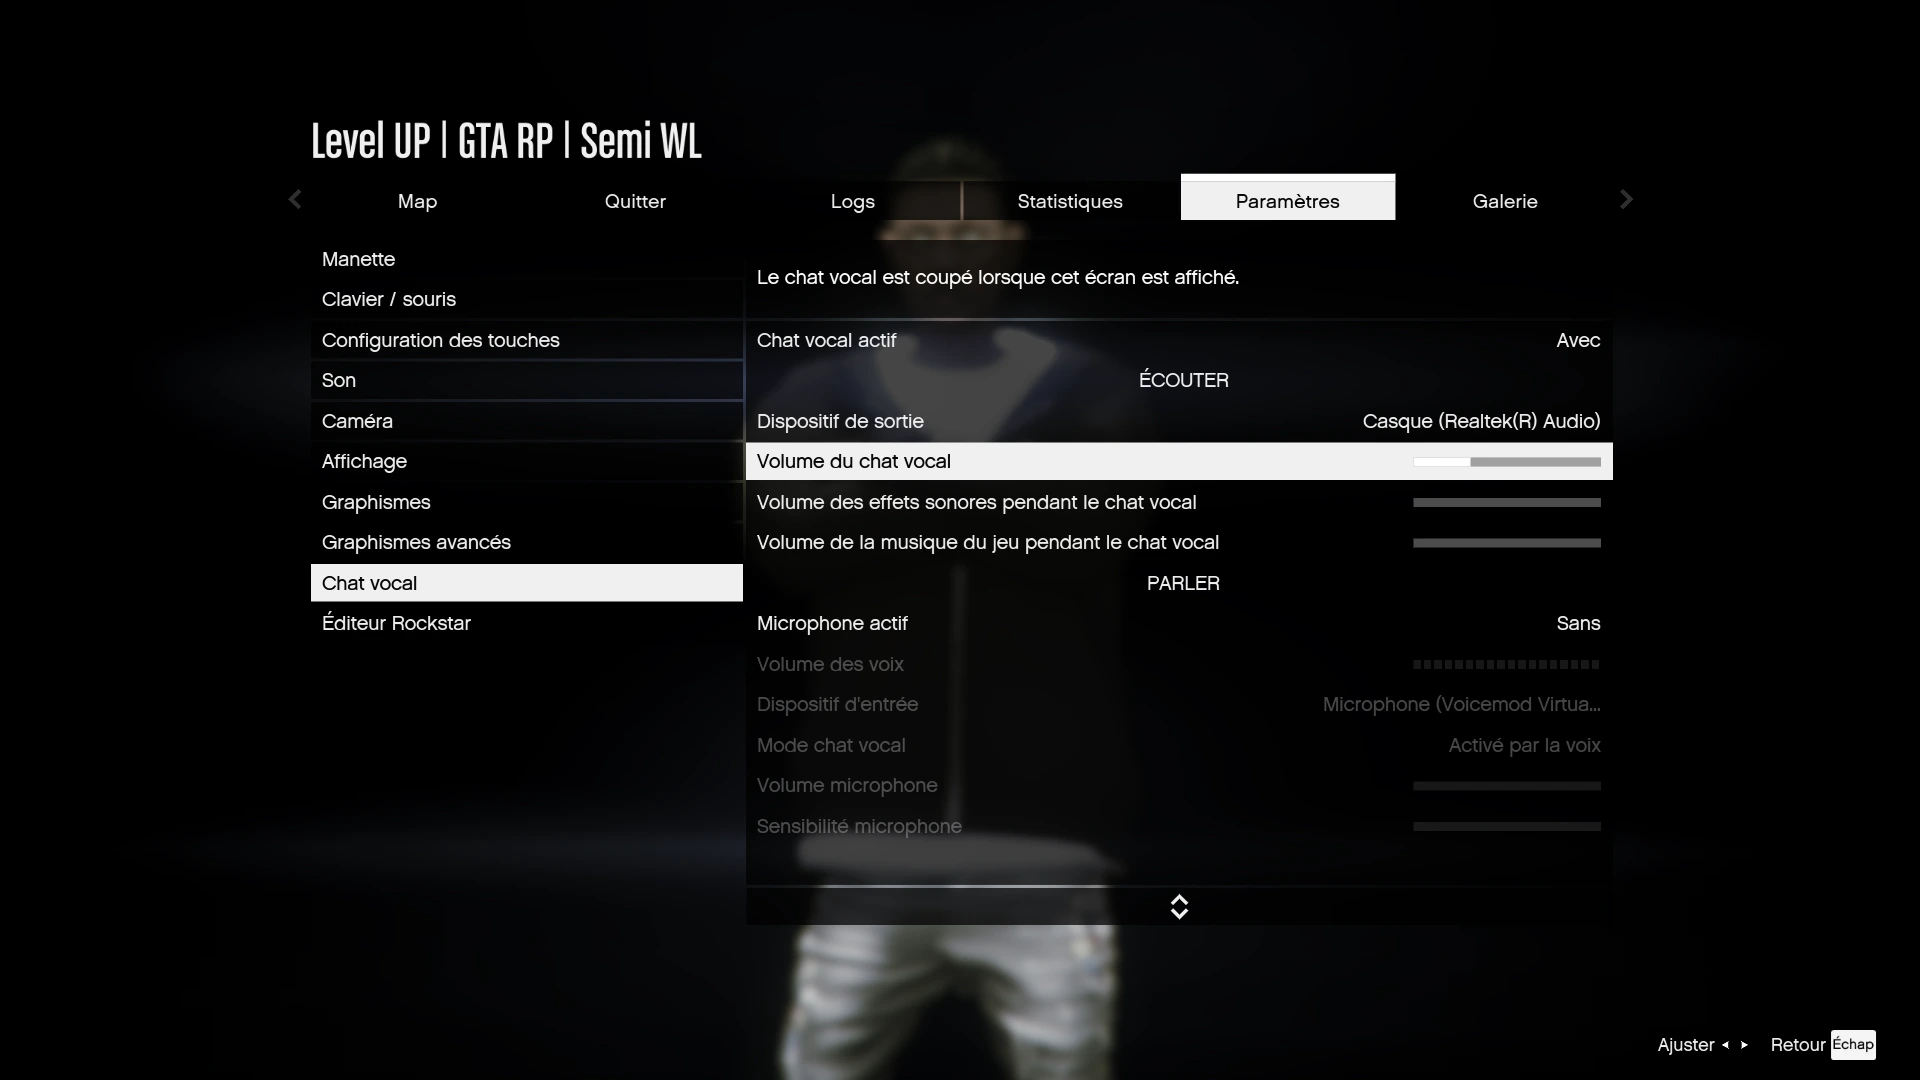 Level UP | GTA RP | Semi WL
Map Quitter Logs Statistiques Paramètres Galerie
Manette
Clavier / souris
Configuration des touches
Son
Caméra
Affichage
Graphismes
Graphismes avancés
Chat vocal
Éditeur Rockstar
Le chat vocal est coupé lorsque cet écran est affiché.
Chat vocal actif Avec
ÉCOUTER
Dispositif de sortie Casque (Realtek(R) Audio)
Volume du chat vocal
Volume des effets sonores pendant le chat vocal
Volume de la musique du jeu pendant le chat vocal
PARLER
Microphone actif Sans
Volume des voix
Dispositif d'entrée Microphone (Voicemod Virtua...
Mode chat vocal Activé par la voix
Volume microphone
Sensibilité microphone
Ajuster Retour Échap